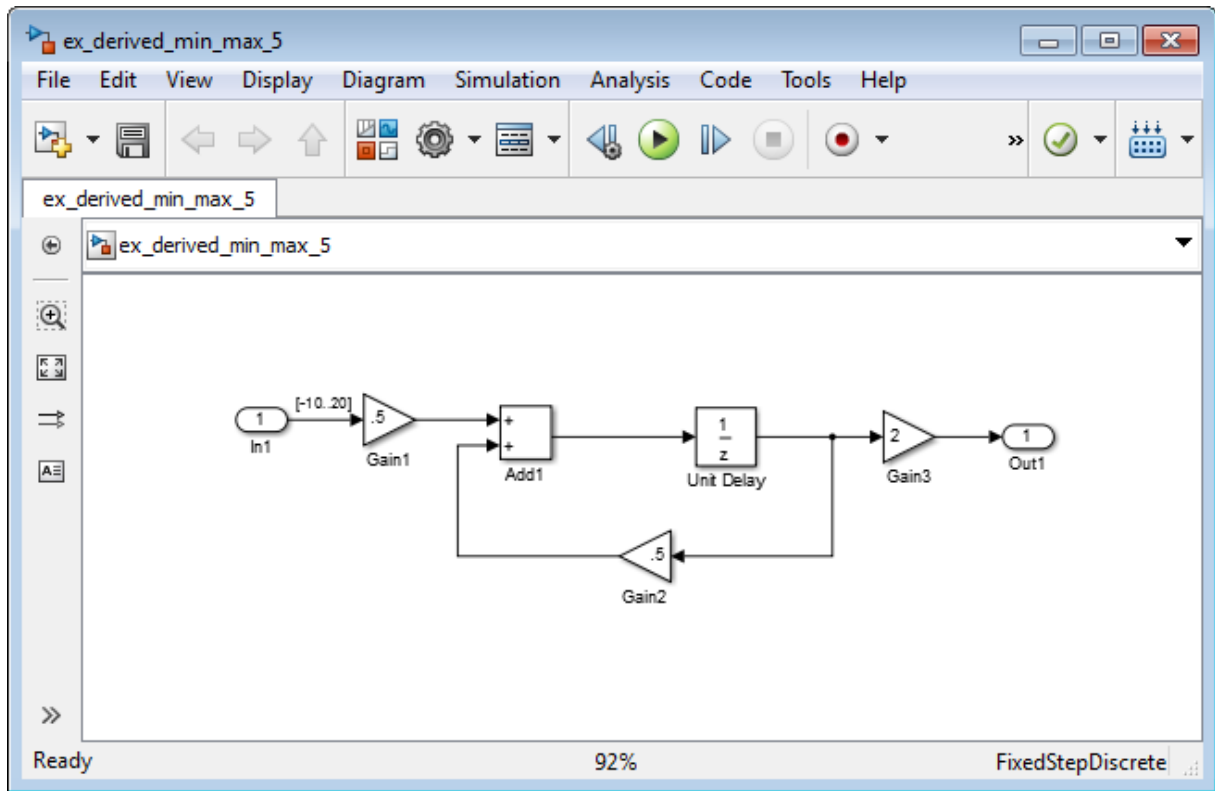 ex_derived_min_max_5
File Edit View Display Diagram Simulation Analysis Code Tools Help
»
ex_derived_min_max_5
ex_derived_min_max_5
[-10..20]
1
In1
.5
Gain1
+
+
Add1
1
z
Unit Delay
2
Gain3
1
Out1
.5
Gain2
A
»
Ready 92% FixedStepDiscrete